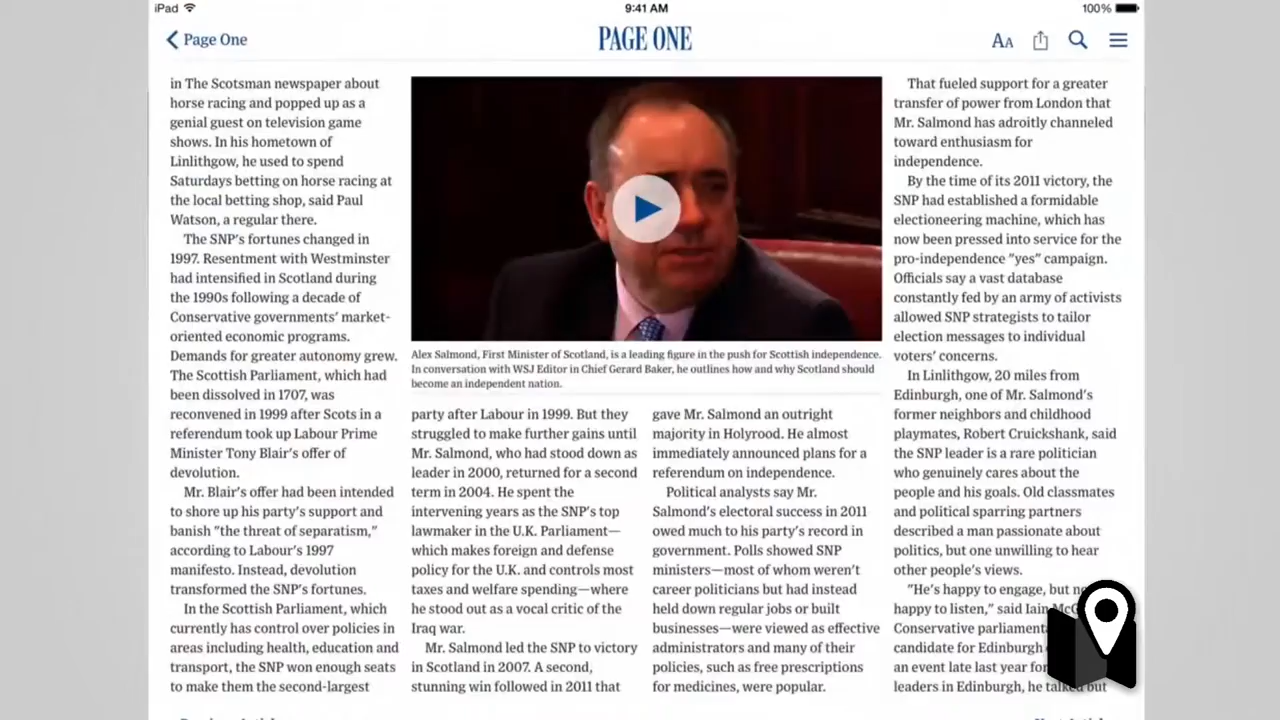 iPad
9:41 AM
100%
Page One
PAGE ONE
AA
in The Scotsman newspaper about
horse racing and popped up as a
genial guest on television game
shows. In his hometown of
Linlithgow, he used to spend
Saturdays betting on horse racing at
the local betting shop, said Paul
Watson, a regular there.
The SNP's fortunes changed in
1997. Resentment with Westminster
had intensified in Scotland during
the 1990s following a decade of
Conservative governments' market-
oriented economic programs.
Demands for greater autonomy grew.
The Scottish Parliament, which had
been dissolved in 1707, was
reconvened in 1999 after Scots in a
referendum took up Labour Prime
Minister Tony Blair's offer of
devolution.
Mr. Blair's offer had been intended
to shore up his party's support and
banish "the threat of separatism,"
according to Labour's 1997
manifesto. Instead, devolution
transformed the SNP's fortunes.
In the Scottish Parliament, which
currently has control over policies in
areas including health, education and
transport, the SNP won enough seats
to make them the second-largest
Alex Salmond, First Minister of Scotland, is a leading figure in the push for Scottish independence.
In conversation with WSJ Editor in Chief Gerard Baker, he outlines how and why Scotland should
become an independent nation.
party after Labour in 1999. But they
struggled to make further gains until
Mr. Salmond, who had stood down as
leader in 2000, returned for a second
term in 2004. He spent the
intervening years as the SNP's top
lawmaker in the U.K. Parliament—
which makes foreign and defense
policy for the U.K. and controls most
taxes and welfare spending—where
he stood out as a vocal critic of the
Iraq war.
Mr. Salmond led the SNP to victory
in Scotland in 2007. A second,
stunning win followed in 2011 that
gave Mr. Salmond an outright
majority in Holyrood. He almost
immediately announced plans for a
referendum on independence.
Political analysts say Mr.
Salmond's electoral success in 2011
owed much to his party's record in
government. Polls showed SNP
ministers—most of whom weren't
career politicians but had instead
held down regular jobs or built
businesses—were viewed as effective
administrators and many of their
policies, such as free prescriptions
for medicines, were popular.
That fueled support for a greater
transfer of power from London that
Mr. Salmond has adroitly channeled
toward enthusiasm for
independence.
By the time of its 2011 victory, the
SNP had established a formidable
electioneering machine, which has
now been pressed into service for the
pro-independence "yes" campaign.
Officials say a vast database
constantly fed by an army of activists
allowed SNP strategists to tailor
election messages to individual
voters' concerns.
In Linlithgow, 20 miles from
Edinburgh, one of Mr. Salmond's
former neighbors and childhood
playmates, Robert Cruickshank, said
the SNP leader is a rare politician
who genuinely cares about the
people and his goals. Old classmates
and political sparring partners
described a man passionate about
politics, but one unwilling to hear
other people's views.
"He's happy to engage, but
happy to listen," said Iain
Conservative
candidate for Edinburgh
an event late last year for
leaders in Edinburgh, he but